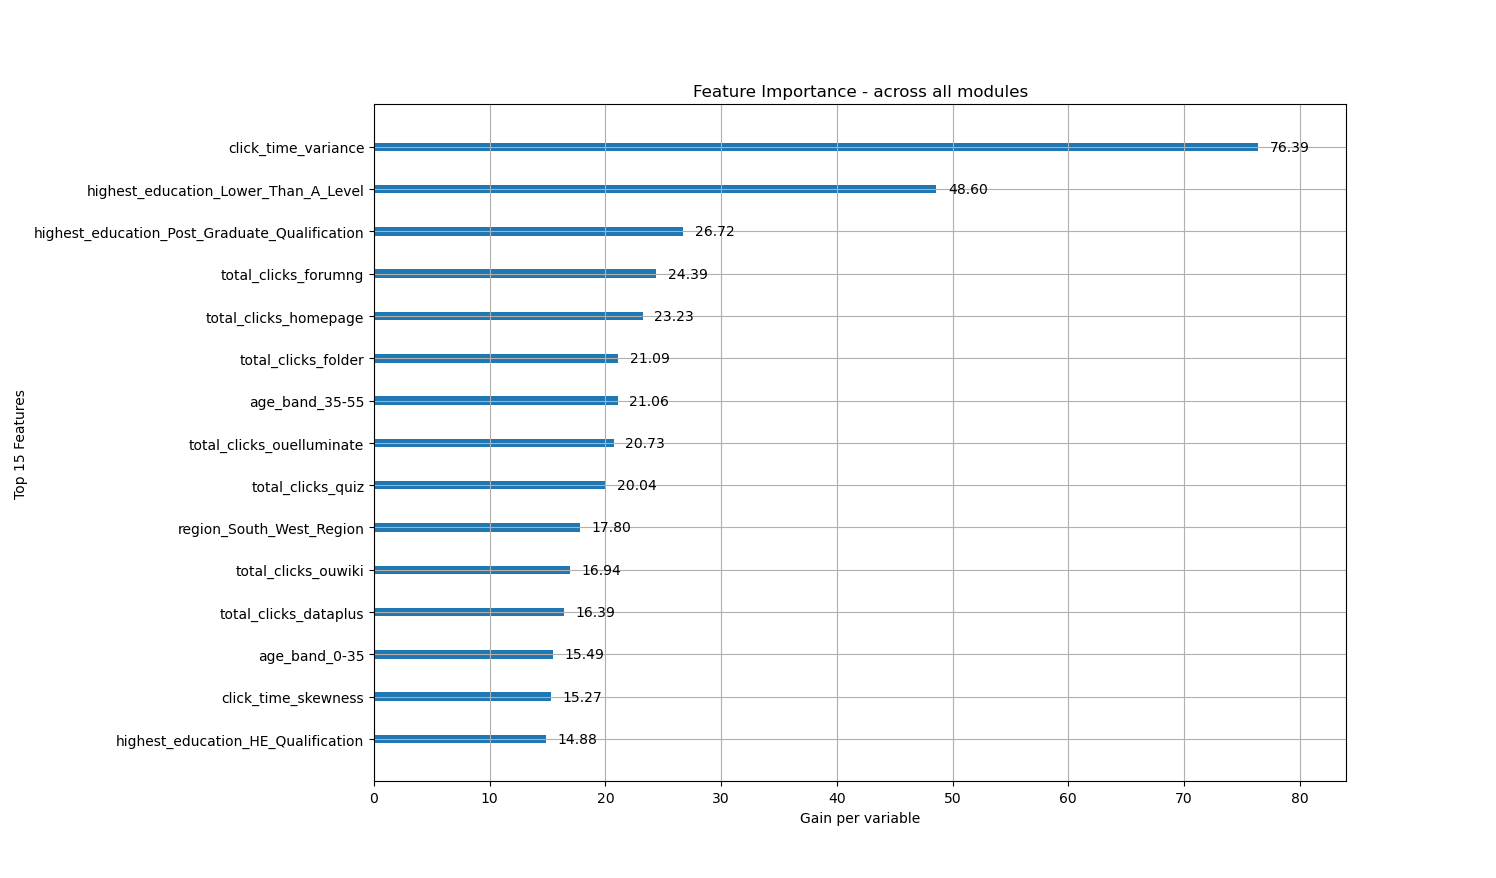 Feature Importance - across all modules
click_time_variance 76.39
highest_education_Lower_Than_A_Level 48.60
highest_education_Post_Graduate_Qualification 26.72
total_clicks_forumng 24.39
total_clicks_homepage 23.23
total_clicks_folder 21.09
age_band_35-55 21.06
total_clicks_ouelluminate 20.73
total_clicks_quiz 20.04
region_South_West_Region 17.80
total_clicks_ouwiki 16.94
total_clicks_dataplus 16.39
age_band_0-35 15.49
click_time_skewness 15.27
highest_education_HE_Qualification 14.88
Top 15 Features
0 10 20 30 40 50 60 70 80
Gain per variable